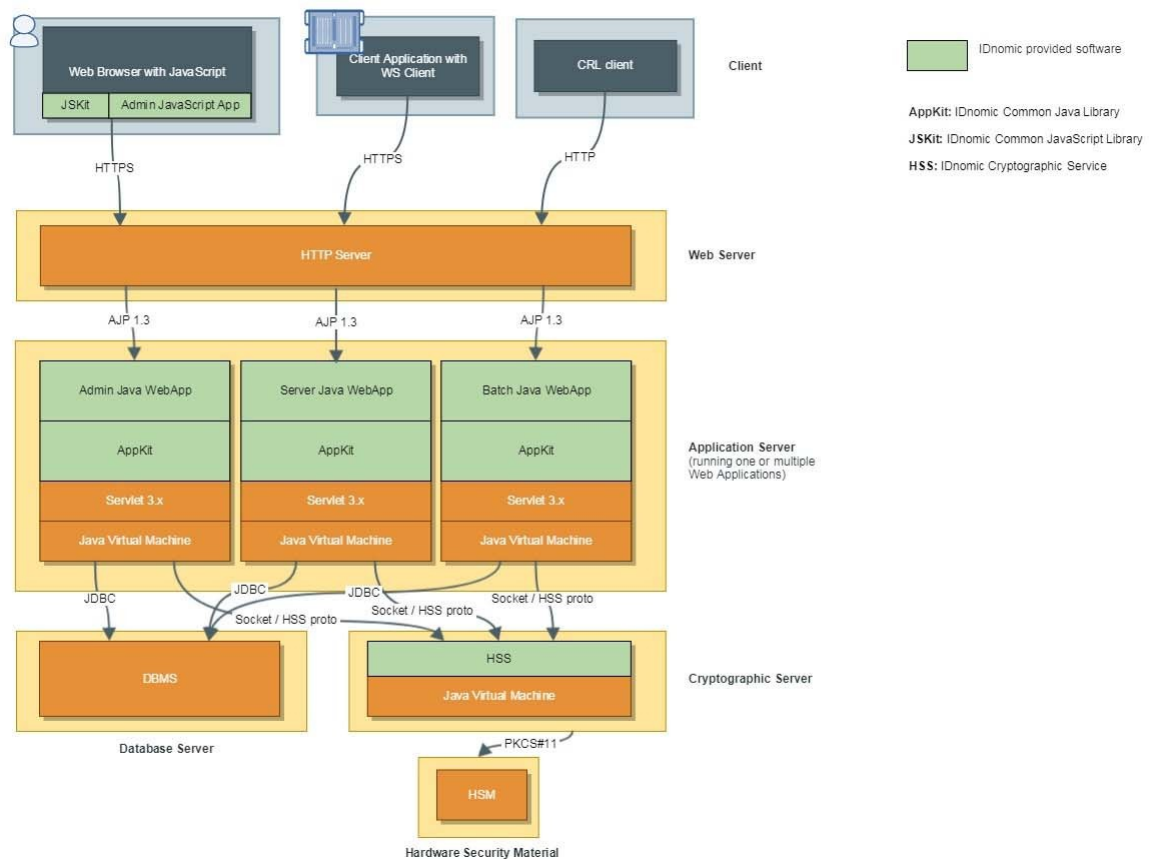 Web Browser with JavaScript
JSKit
Admin JavaScript App
Client Application with
WS Client
CRL client
Client
IDnomic provided software
AppKit: IDnomic Common Java Library
JSKit: IDnomic Common JavaScript Library
HSS: IDnomic Cryptographic Service
HTTPS
HTTPS
HTTP
HTTP Server
Web Server
AJP 1.3
AJP 1.3
AJP 1.3
Admin Java WebApp
Server Java WebApp
Batch Java WebApp
AppKit
AppKit
AppKit
Application Server
(running one or multiple
Web Applications)
Servlet 3.x
Servlet 3.x
Servlet 3.x
Java Virtual Machine
Java Virtual Machine
Java Virtual Machine
JDBC
JDBC
JDBC
Socket / HSS proto
Socket / HSS proto
Socket / HSS proto
DBMS
HSS
Java Virtual Machine
Cryptographic Server
Database Server
PKCS#11
HSM
Hardware Security Material